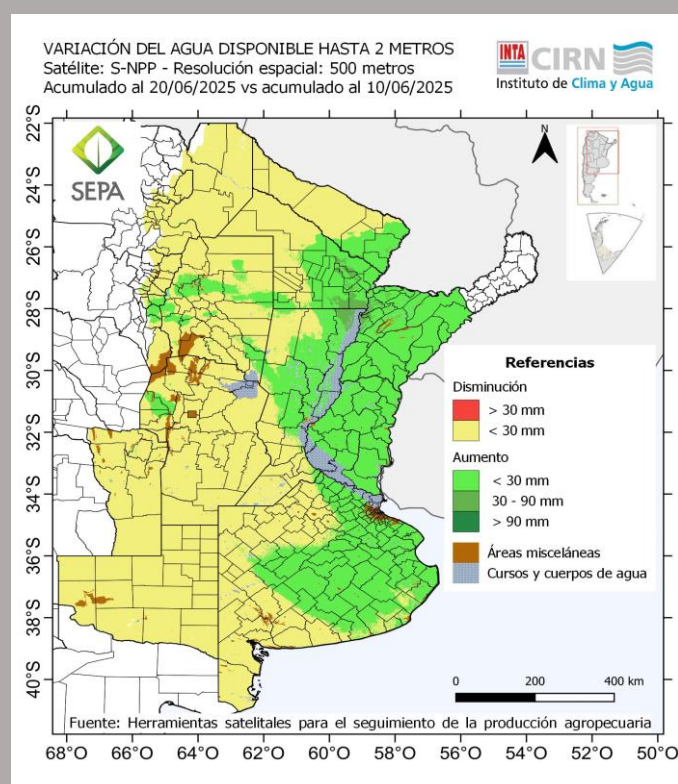 VARIACIÓN DEL AGUA DISPONIBLE HASTA 2 METROS
Satélite: S-NPP - Resolución espacial: 500 metros
Acumulado al 20/06/2025 vs acumulado al 10/06/2025
INTA CIRN
Instituto de Clima y Agua
SEPA
N
22°S
24°S
26°S
28°S
30°S
32°S
34°S
36°S
38°S
40°S
Referencias
Disminución
> 30 mm
< 30 mm
Aumento
< 30 mm
30 - 90 mm
> 90 mm
Áreas misceláneas
Cursos y cuerpos de agua
0 200 400 km
Fuente: Herramientas satelitales para el seguimiento de la producción agropecuaria
68°O 66°O 64°O 62°O 60°O 58°O 56°O 54°O 52°O 50°O